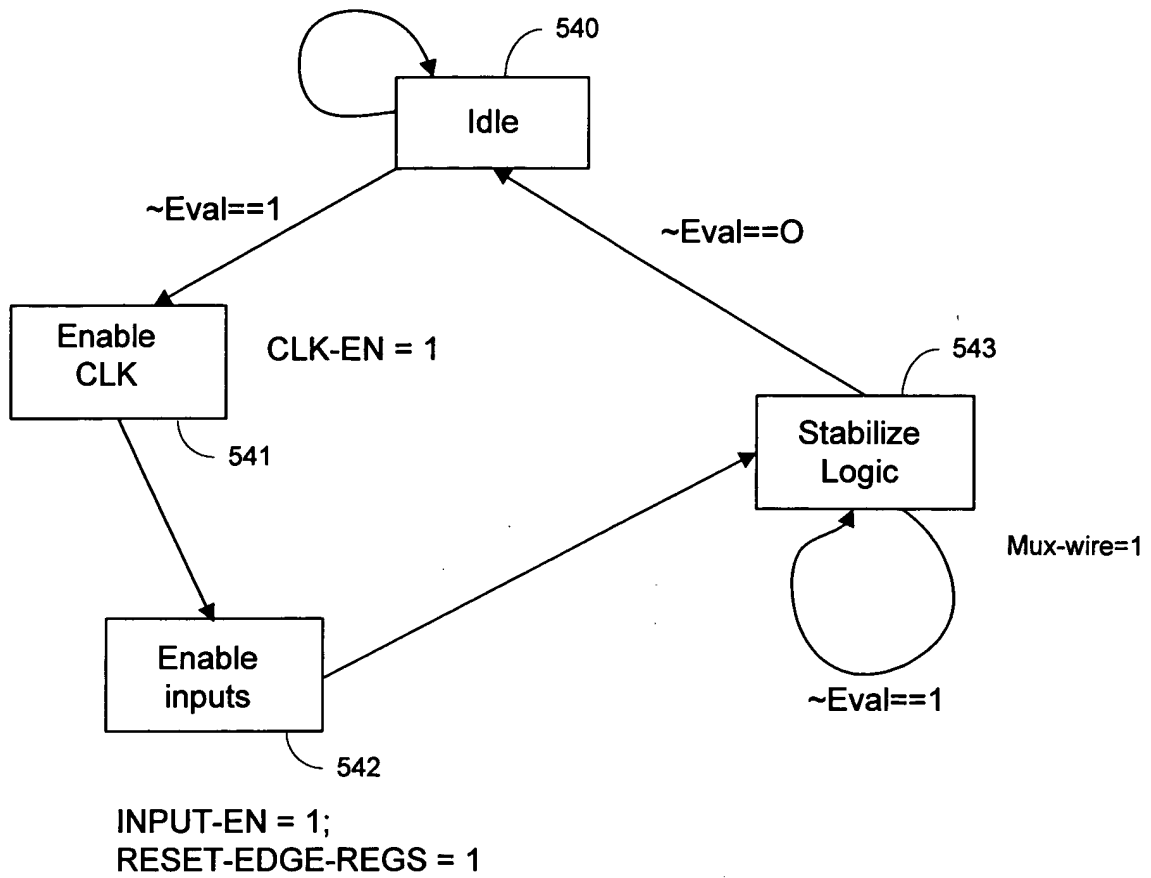 540
Idle
~Eval==1
~Eval==O
Enable
CLK
CLK-EN = 1
541
543
Stabilize
Logic
Mux-wire=1
~Eval==1
Enable
inputs
542
INPUT-EN = 1;
RESET-EDGE-REGS = 1